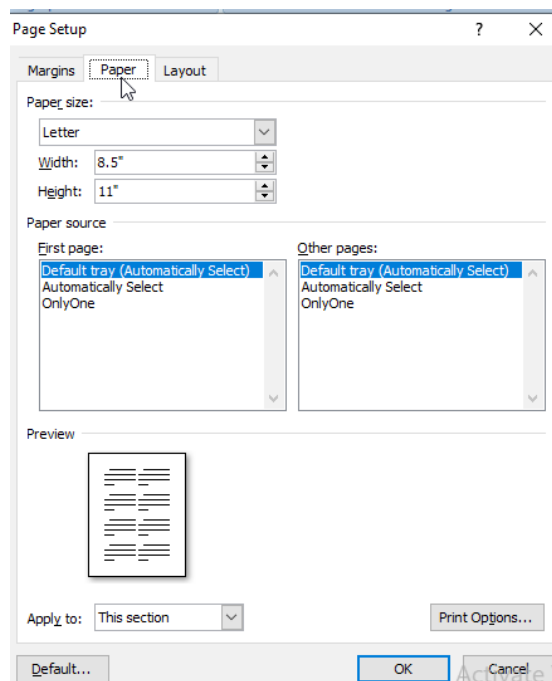 Page Setup ?
Margins Paper Layout
Paper size:
Letter
Width: 8.5"
Height: 11"
Paper source
First page: Other pages:
Default tray (Automatically Select) Default tray (Automatically Select)
Automatically Select Automatically Select
OnlyOne OnlyOne
Preview
Apply to: This section Print Options...
Default... OK Cancel
Activate